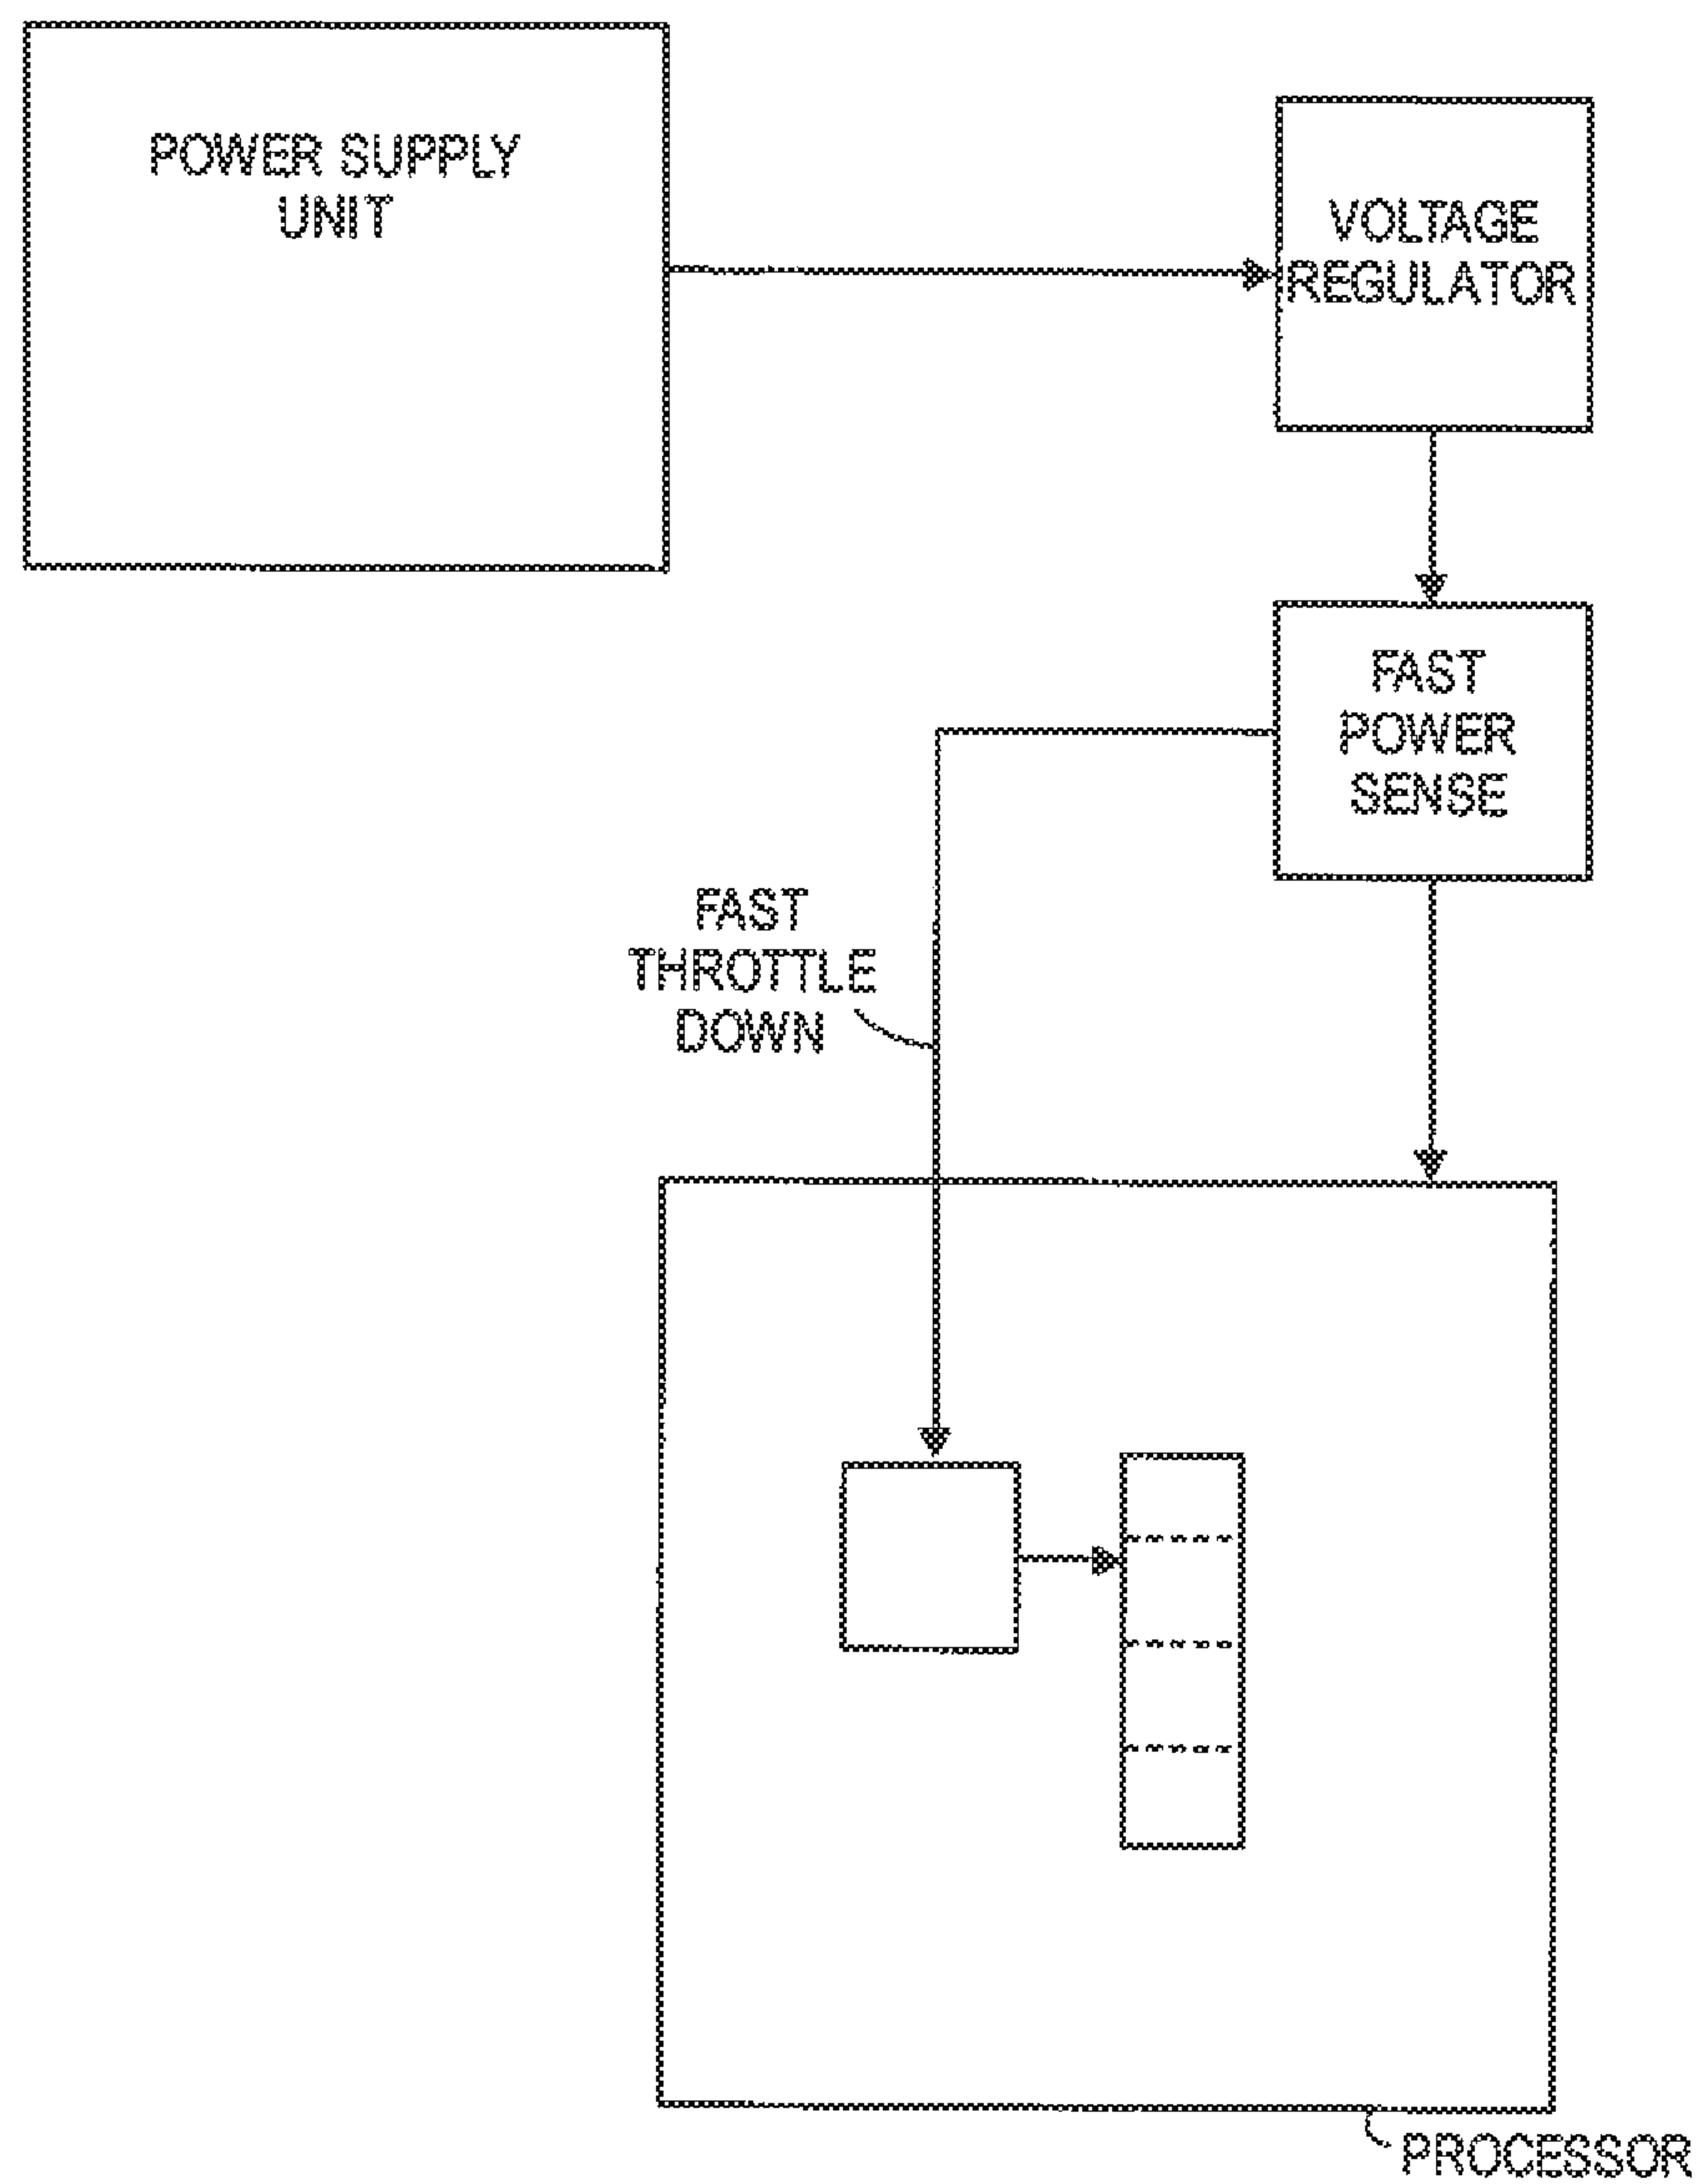 POWER SUPPLY
UNIT
VOLTAGE
REGULATOR
FAST
POWER
SENSE
FAST
THROTTLE
DOWN
PROCESSOR